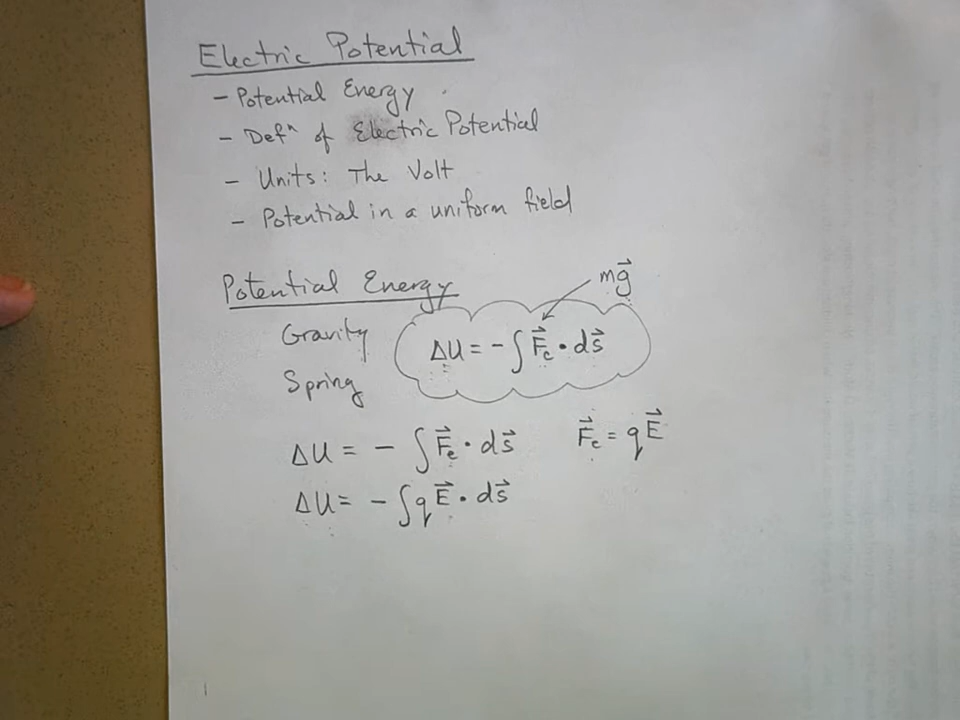 Electric Potential
- Potential Energy
- Defⁿ of Electric Potential
- Units: The Volt
- Potential in a uniform field
Potential Energy
mg⃗
Gravity
ΔU = - ∫ F⃗c • ds⃗
Spring
ΔU = - ∫ F⃗e • ds⃗ F⃗e = qE⃗
ΔU = - ∫ qE⃗ • ds⃗